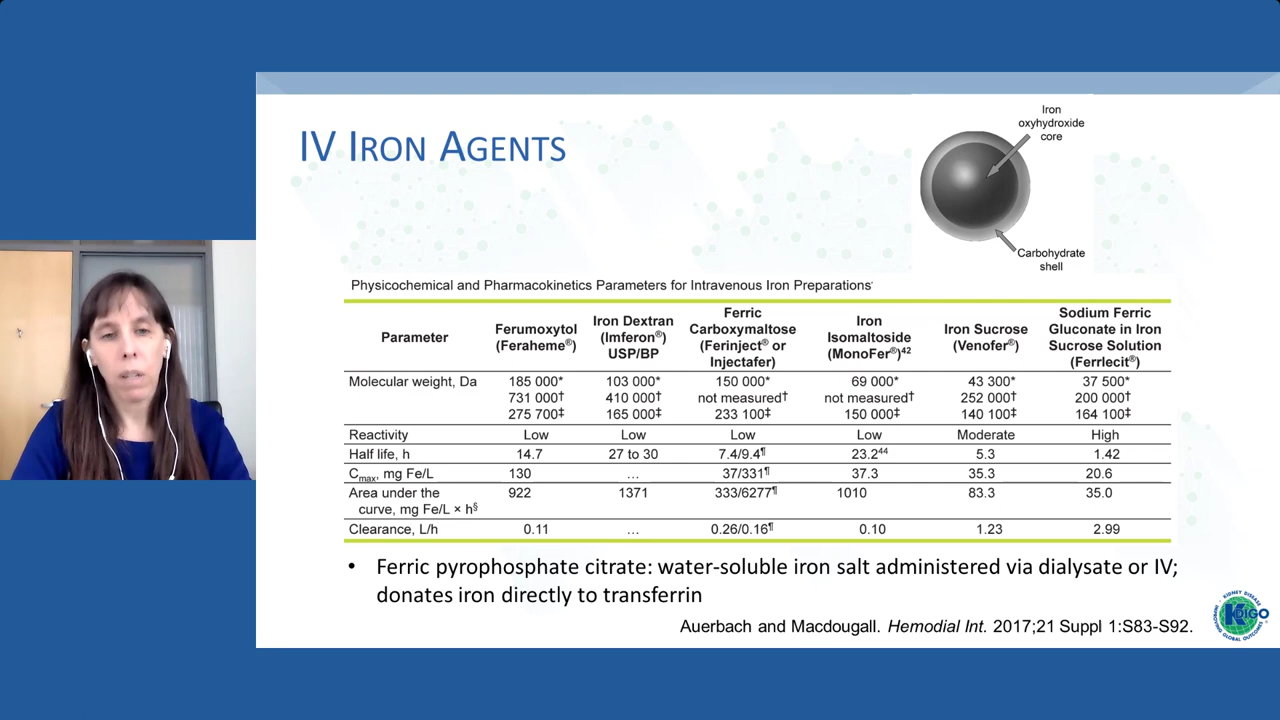 IV IRON AGENTS
Iron
oxyhydroxide
core
Carbohydrate
shell
Physicochemical and Pharmacokinetics Parameters for Intravenous Iron Preparations
Parameter
Ferumoxytol
(Feraheme®)
Iron Dextran
(Imferon®)
USP/BP
Ferric
Carboxymaltose
(Ferinject® or
Injectafer)
Iron
Isomaltoside
(MonoFer®)42
Iron Sucrose
(Venofer®)
Sodium Ferric
Gluconate in Iron
Sucrose Solution
(Ferrlecit®)
Molecular weight, Da 185 000* 103 000* 150 000* 69 000* 43 300* 37 500*
731 000† 410 000† not measured† not measured† 252 000† 200 000†
275 700‡ 165 000‡ 233 100‡ 150 000‡ 140 100‡ 164 100‡
Reactivity Low Low Low Low Moderate High
Half life, h 14.7 27 to 30 7.4/9.4¶ 23.244 5.3 1.42
Cmax, mg Fe/L 130 … 37/331¶ 37.3 35.3 20.6
Area under the 922 1371 333/6277¶ 1010 83.3 35.0
curve, mg Fe/L × h§
Clearance, L/h 0.11 … 0.26/0.16¶ 0.10 1.23 2.99
• Ferric pyrophosphate citrate: water-soluble iron salt administered via dialysate or IV;
donates iron directly to transferrin
Auerbach and Macdougall. Hemodial Int. 2017;21 Suppl 1:S83-S92.
KIDNEY DISEASE
KDIGO
IMPROVING GLOBAL OUTCOMES